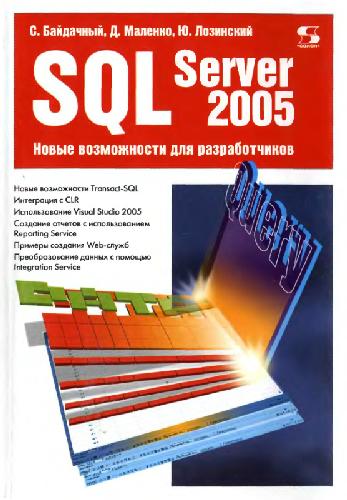 С. Байдачный, Д. Маленко, Ю. Лозинский
SQL Server
2005
Новые возможности для разработчиков
Новые возможности Transact-SQL
Интеграция с CLR
Использование Visual Studio 2005
Создание отчетов с использованием
Reporting Service
Примеры создания Web-служб
Преобразование данных с помощью
Integration Service
Query